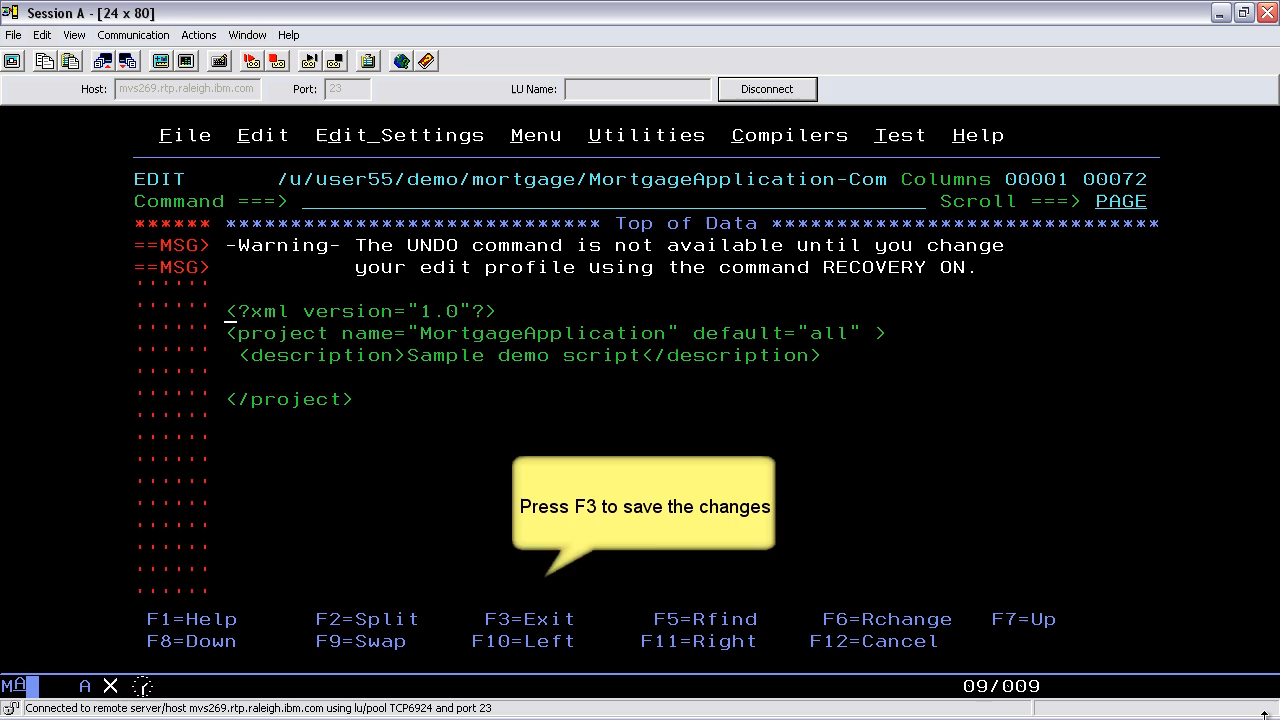 Session A - [24 x 80]
File Edit View Communication Actions Window Help
Host: mvs269.rtp.raleigh.ibm.com Port: 23 LU Name: Disconnect
File Edit Edit_Settings Menu Utilities Compilers Test Help
EDIT /u/user55/demo/mortgage/MortgageApplication-Com Columns 00001 00072
Command ===> Scroll ===> PAGE
****** **************************** Top of Data ******************************
==MSG> -Warning- The UNDO command is not available until you change
==MSG> your edit profile using the command RECOVERY ON.
''''''
'''''' <?xml version="1.0"?>
'''''' <project name="MortgageApplication" default="all" >
'''''' <description>Sample demo script</description>
''''''
'''''' </project>
''''''
''''''
''''''
''''''
''''''
''''''
''''''
''''''
''''''
Press F3 to save the changes
F1=Help F2=Split F3=Exit F5=Rfind F6=Rchange F7=Up
F8=Down F9=Swap F10=Left F11=Right F12=Cancel
MA A X 09/009
Connected to remote server/host mvs269.rtp.raleigh.ibm.com using lu/pool TCP6924 and port 23